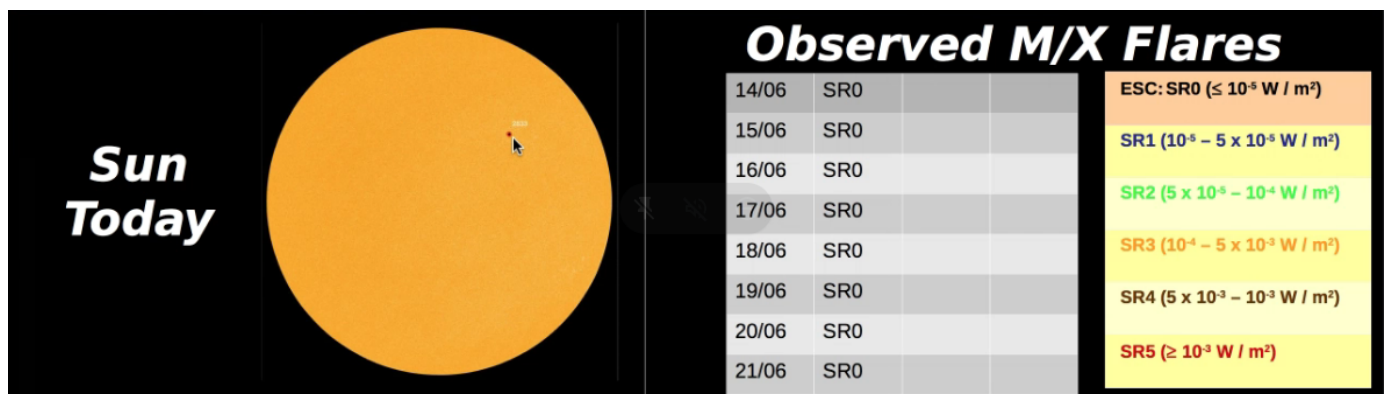 Sun
Today
Observed M/X Flares
14/06 SR0
15/06 SR0
16/06 SR0
17/06 SR0
18/06 SR0
19/06 SR0
20/06 SR0
21/06 SR0
ESC: SR0 (≤ 10⁻⁵ W / m²)
SR1 (10⁻⁵ – 5 x 10⁻⁵ W / m²)
SR2 (5 x 10⁻⁵ – 10⁻⁴ W / m²)
SR3 (10⁻⁴ – 5 x 10⁻³ W / m²)
SR4 (5 x 10⁻³ – 10⁻³ W / m²)
SR5 (≥ 10⁻³ W / m²)